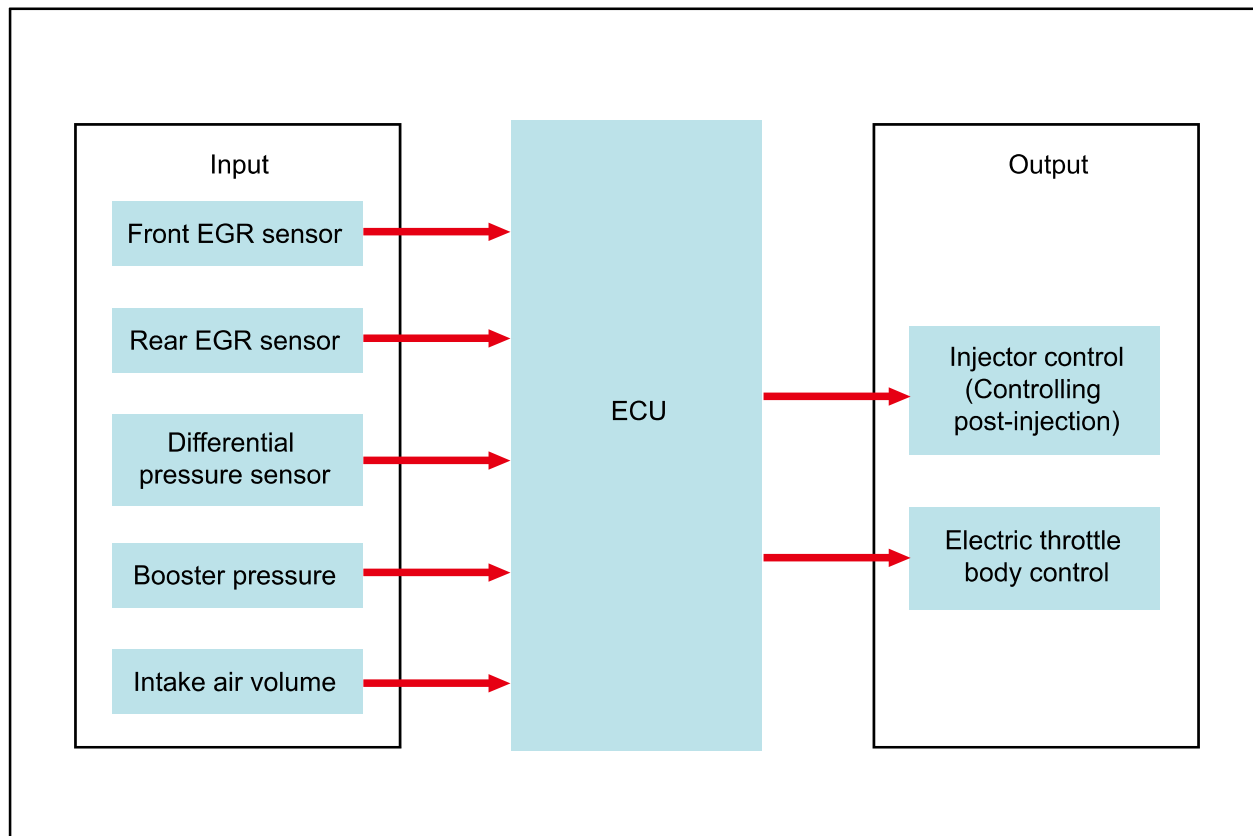 Input
Front EGR sensor
Rear EGR sensor
Differential
pressure sensor
Booster pressure
Intake air volume
ECU
Output
Injector control
(Controlling
post-injection)
Electric throttle
body control